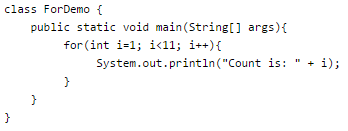 class ForDemo {
    public static void main(String[] args){
        for(int i=1; i<11; i++){
            System.out.println("Count is: " + i);
        }
    }
}